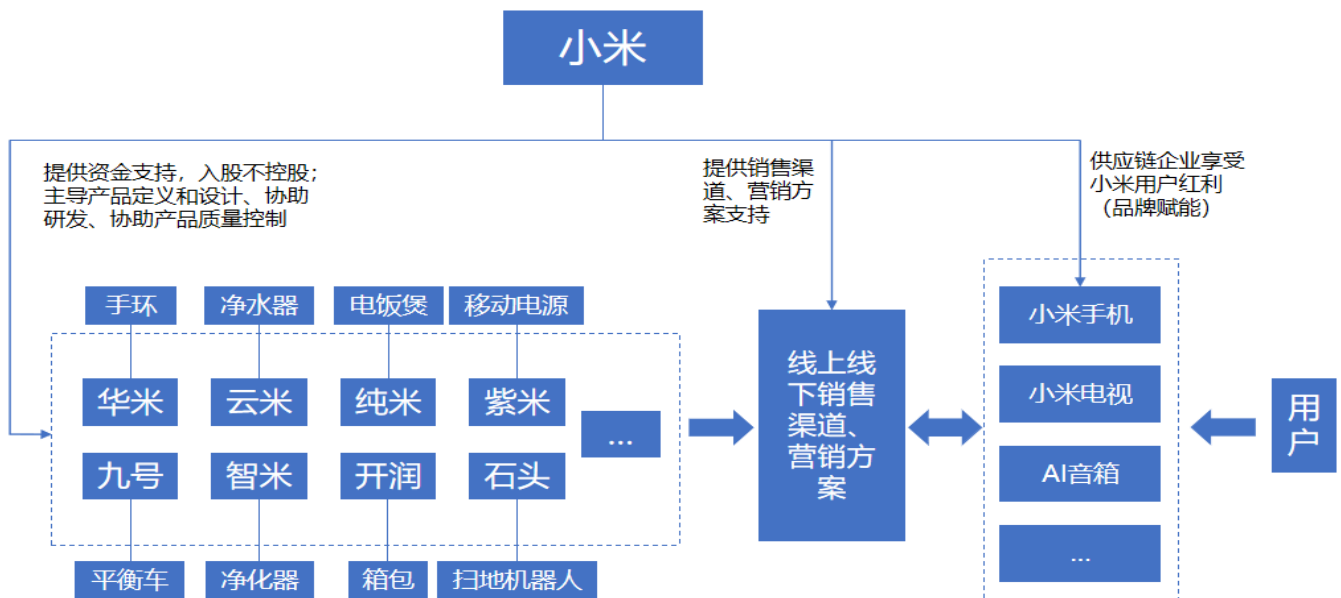 小米
提供资金支持，入股不控股；
主导产品定义和设计、协助
研发、协助产品质量控制
提供销售渠
道、营销方
案支持
供应链企业享受
小米用户红利
（品牌赋能）
手环
净水器
电饭煲
移动电源
华米
云米
纯米
紫米
...
九号
智米
开润
石头
平衡车
净化器
箱包
扫地机器人
线上线
下销售
渠道、
营销方
案
小米手机
小米电视
AI音箱
...
用
户